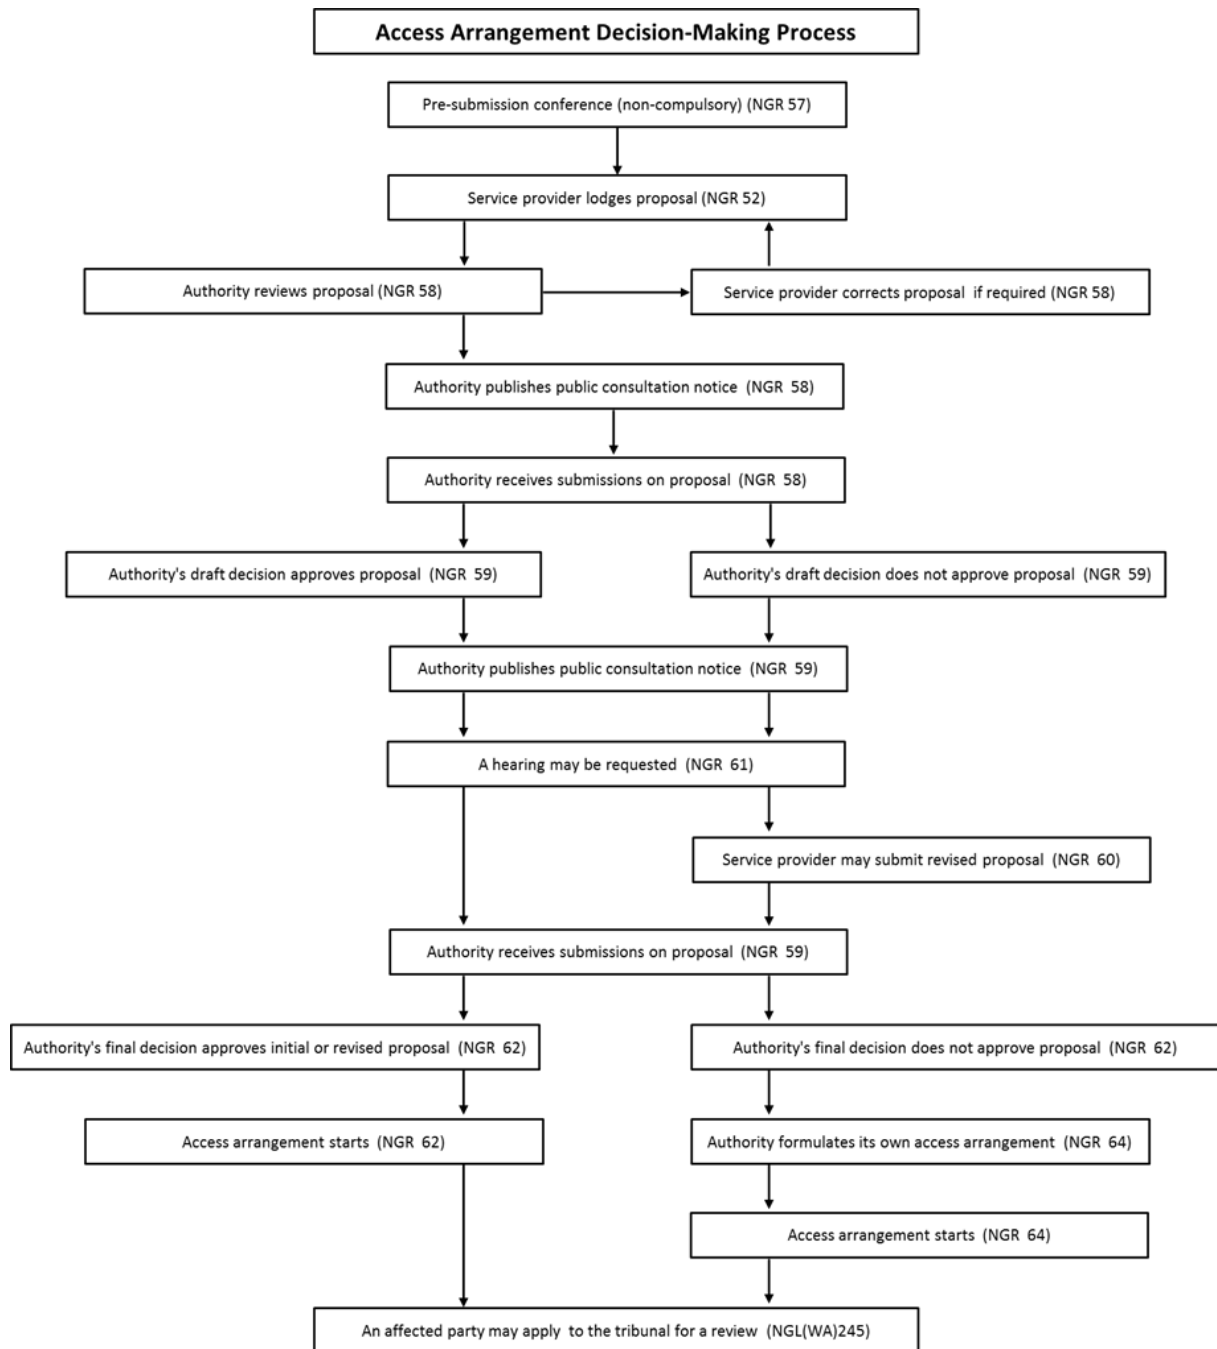 Access Arrangement Decision-Making Process
Pre-submission conference (non-compulsory) (NGR 57)
Service provider lodges proposal (NGR 52)
Authority reviews proposal (NGR 58)
Service provider corrects proposal if required (NGR 58)
Authority publishes public consultation notice (NGR 58)
Authority receives submissions on proposal (NGR 58)
Authority's draft decision approves proposal (NGR 59)
Authority's draft decision does not approve proposal (NGR 59)
Authority publishes public consultation notice (NGR 59)
A hearing may be requested (NGR 61)
Service provider may submit revised proposal (NGR 60)
Authority receives submissions on proposal (NGR 59)
Authority's final decision approves initial or revised proposal (NGR 62)
Authority's final decision does not approve proposal (NGR 62)
Access arrangement starts (NGR 62)
Authority formulates its own access arrangement (NGR 64)
Access arrangement starts (NGR 64)
An affected party may apply to the tribunal for a review (NGL(WA)245)